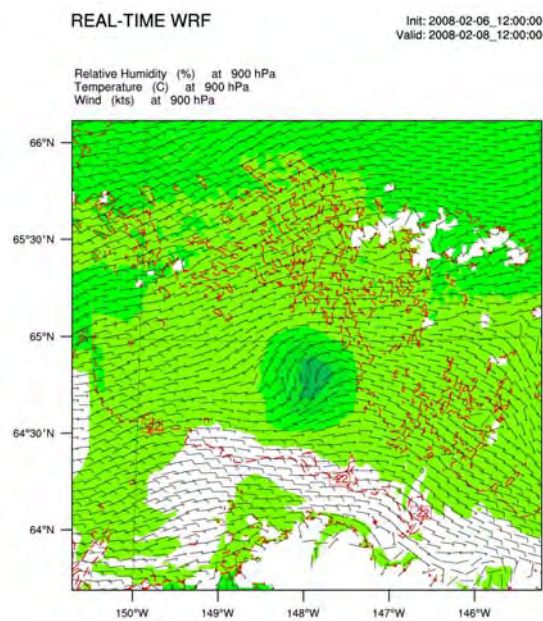 REAL-TIME WRF
Init: 2008-02-06_12:00:00
Valid: 2008-02-08_12:00:00
Relative Humidity (%) at 900 hPa
Temperature (C) at 900 hPa
Wind (kts) at 900 hPa
66°N
65°30'N
65°N
64°30'N
64°N
150°W
149°W
148°W
147°W
146°W